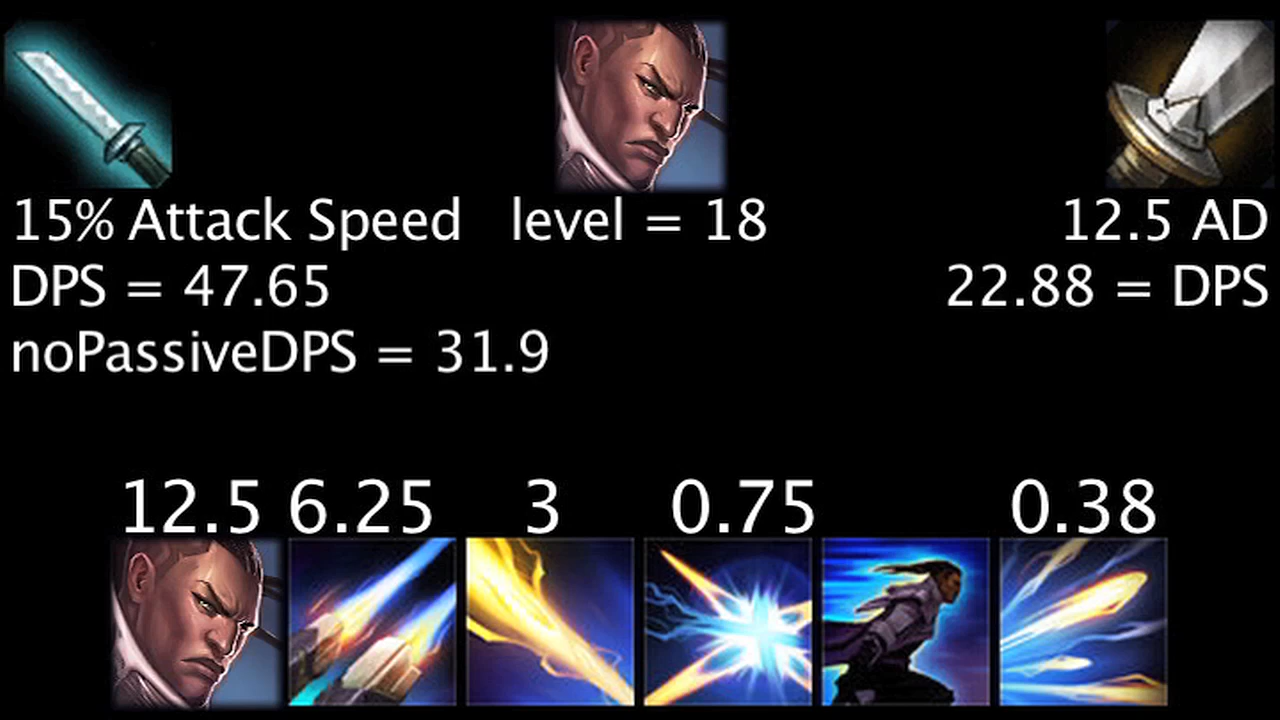 15% Attack Speed level = 18 12.5 AD
DPS = 47.65 22.88 = DPS
noPassiveDPS = 31.9
12.5 6.25 3 0.75 0.38